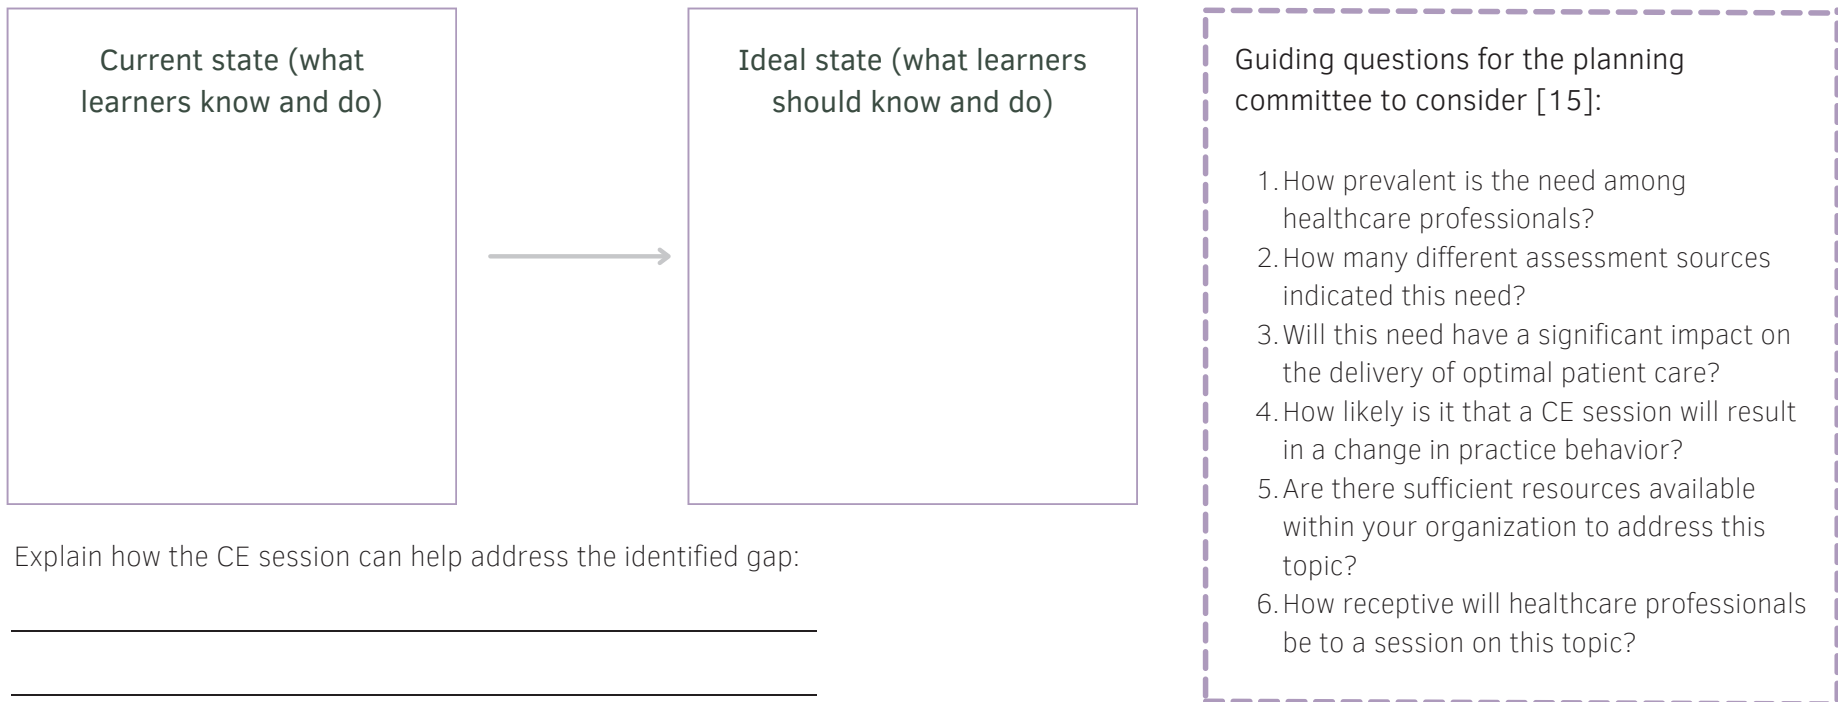 Current state (what
learners know and do)
Ideal state (what learners
should know and do)
Explain how the CE session can help address the identified gap:
Guiding questions for the planning
committee to consider [15]:
1. How prevalent is the need among
healthcare professionals?
2. How many different assessment sources
indicated this need?
3. Will this need have a significant impact on
the delivery of optimal patient care?
4. How likely is it that a CE session will result
in a change in practice behavior?
5. Are there sufficient resources available
within your organization to address this
topic?
6. How receptive will healthcare professionals
be to a session on this topic?